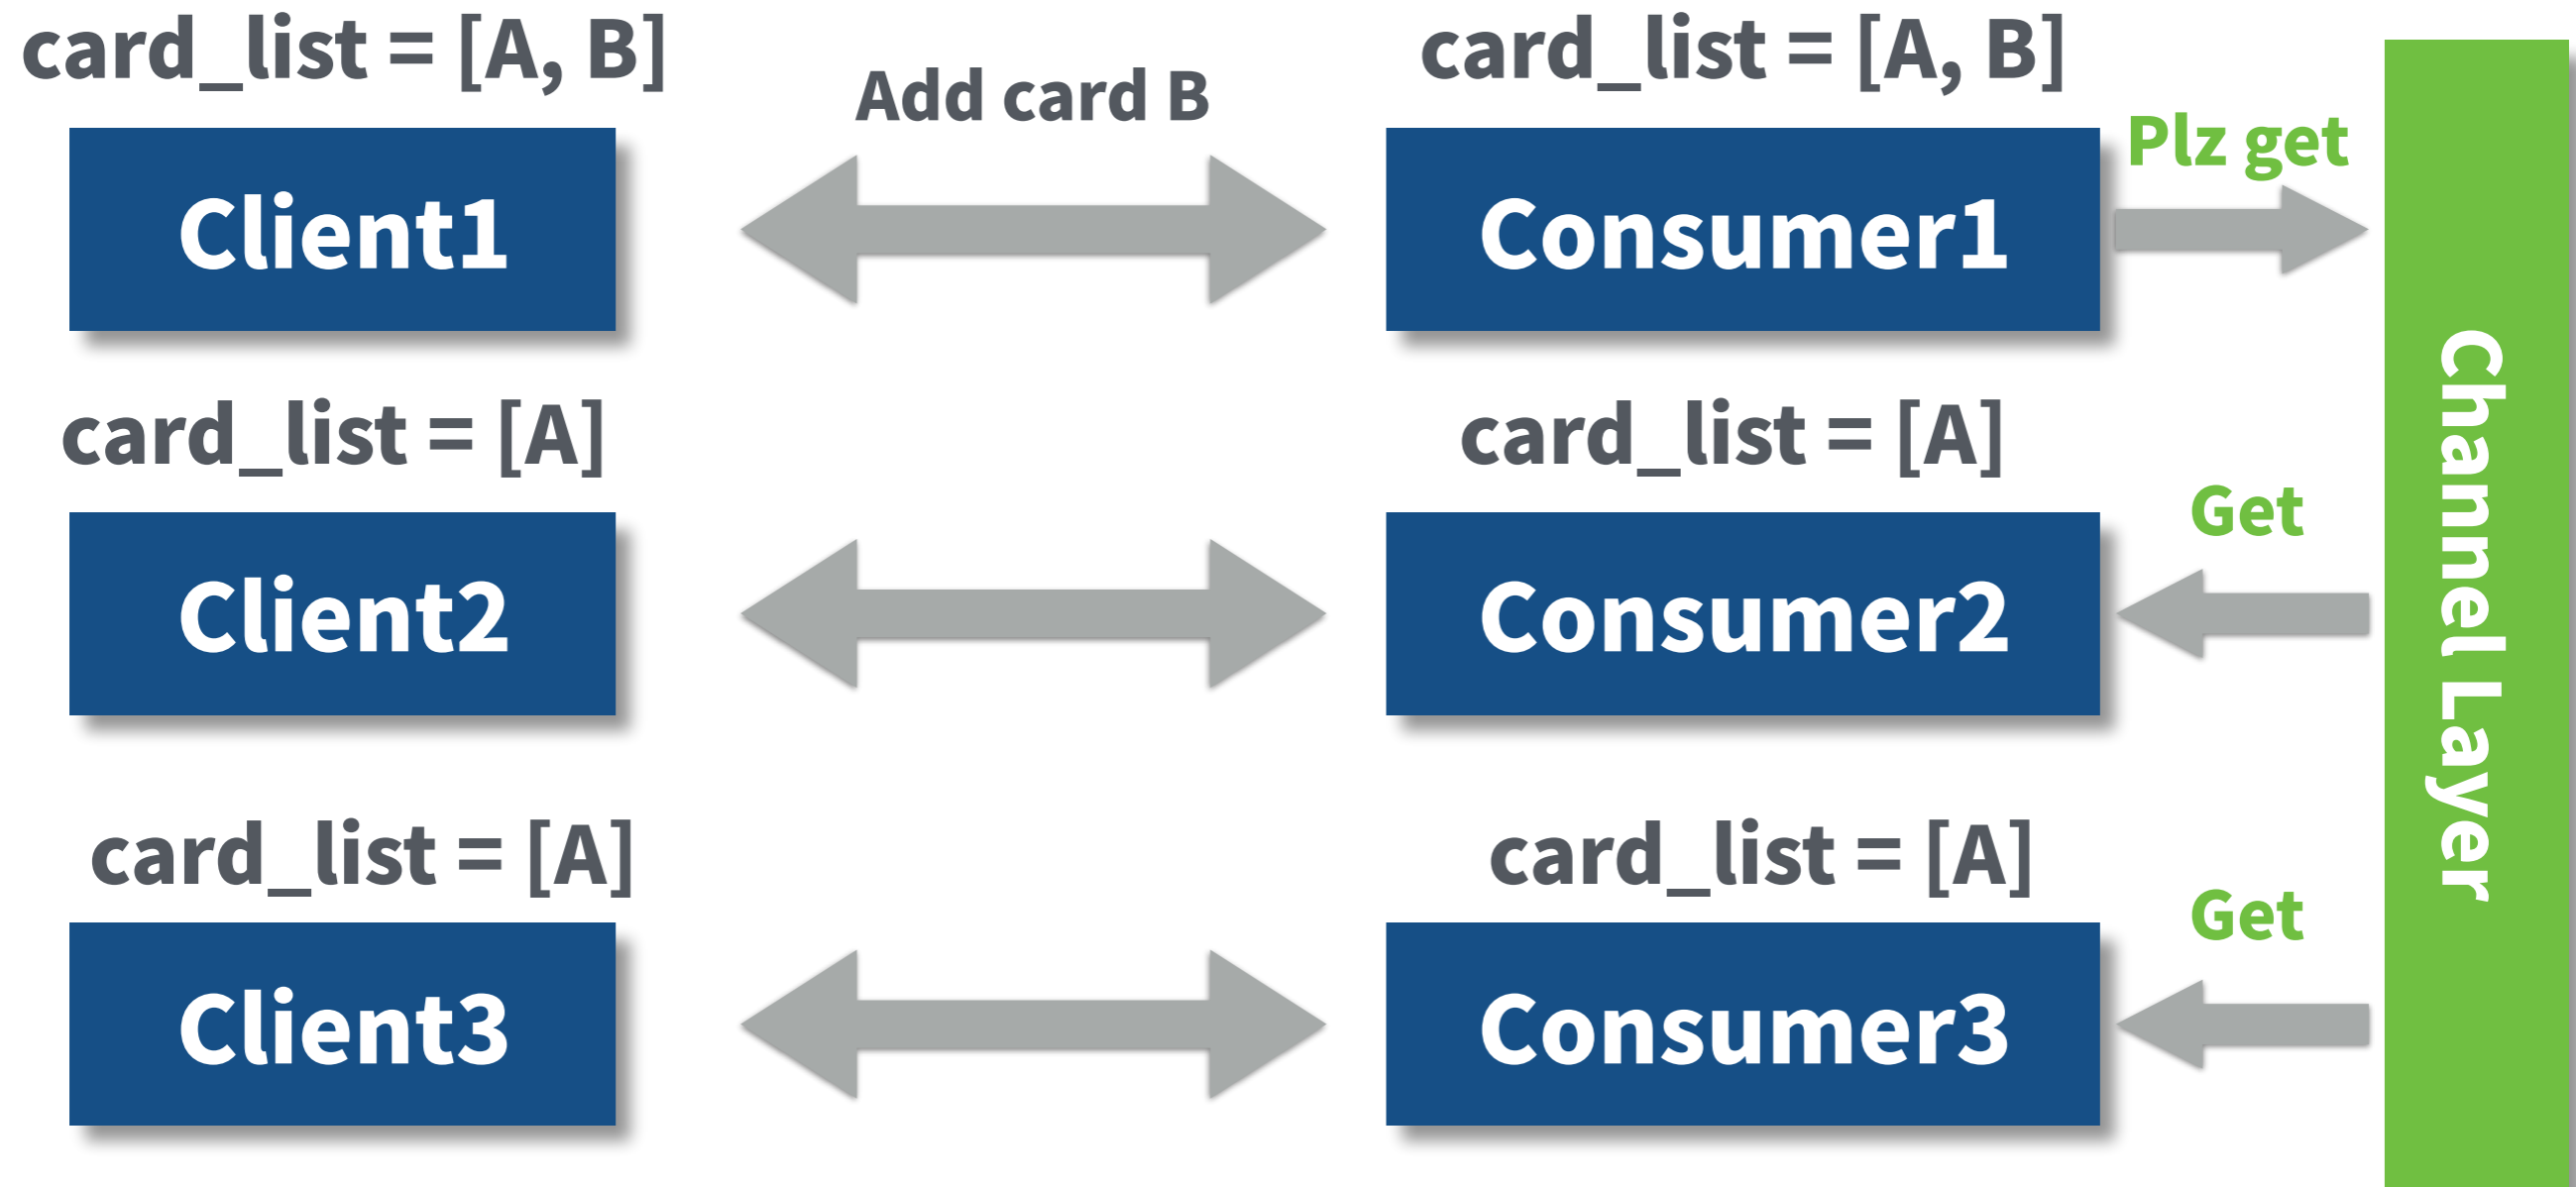 card_list = [A, B]
Add card B
card_list = [A, B]
Plz get
Client1
Consumer1
card_list = [A]
card_list = [A]
Get
Client2
Consumer2
card_list = [A]
card_list = [A]
Get
Client3
Consumer3
Channel Layer